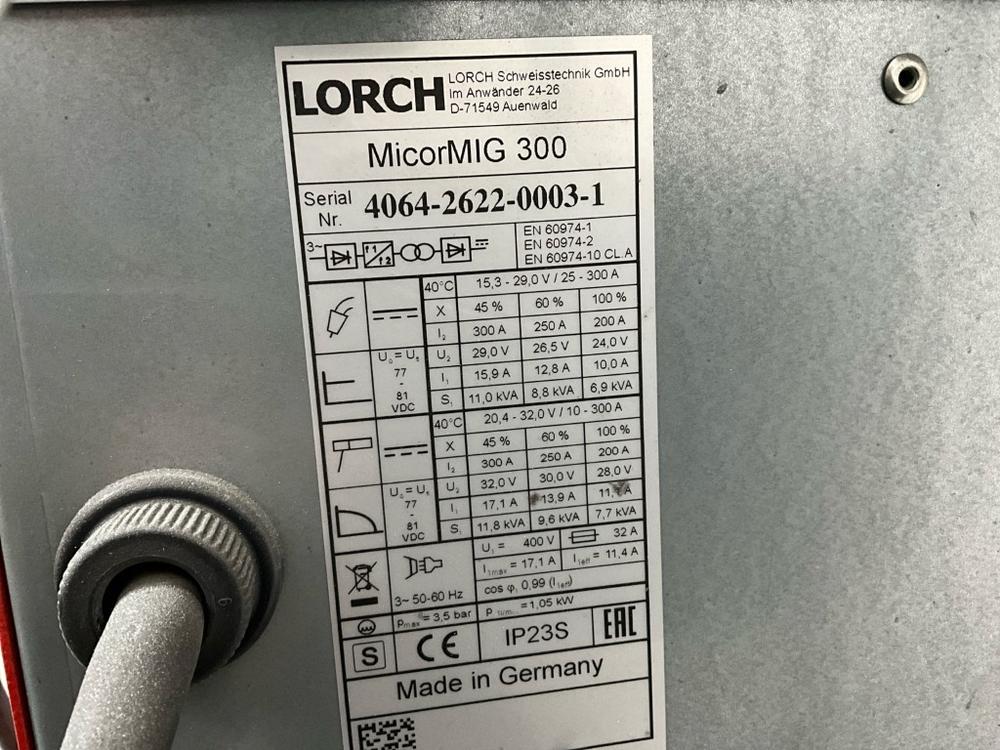 LORCH
LORCH Schweisstechnik GmbH
Im Anwänder 24-26
D-71549 Auenwald
MicorMIG 300
Serial Nr. 4064-2622-0003-1
3~ f1 f2
EN 60974-1
EN 60974-2
EN 60974-10 CL.A
40°C 15,3 - 29,0 V / 25 - 300 A
X 45 % 60 % 100 %
I2 300 A 250 A 200 A
U0 = Us 77 - 81 VDC
U2 29,0 V 26,5 V 24,0 V
I1 15,9 A 12,8 A 10,0 A
S1 11,0 kVA 8,8 kVA 6,9 kVA
40°C 20,4 - 32,0 V / 10 - 300 A
X 45 % 60 % 100 %
I2 300 A 250 A 200 A
U0 = Us 77 - 81 VDC
U2 32,0 V 30,0 V 28,0 V
I1 17,1 A 13,9 A
S1 11,8 kVA 9,6 kVA 7,7 kVA
U1 = 400 V 32 A
I1max = 17,1 A I1eff = 11,4 A
3~ 50-60 Hz
cos φ1 0,99 (I1eff)
Pmax = 3,5 bar
= 1,05 kW
S CE IP23S EAC
Made in Germany